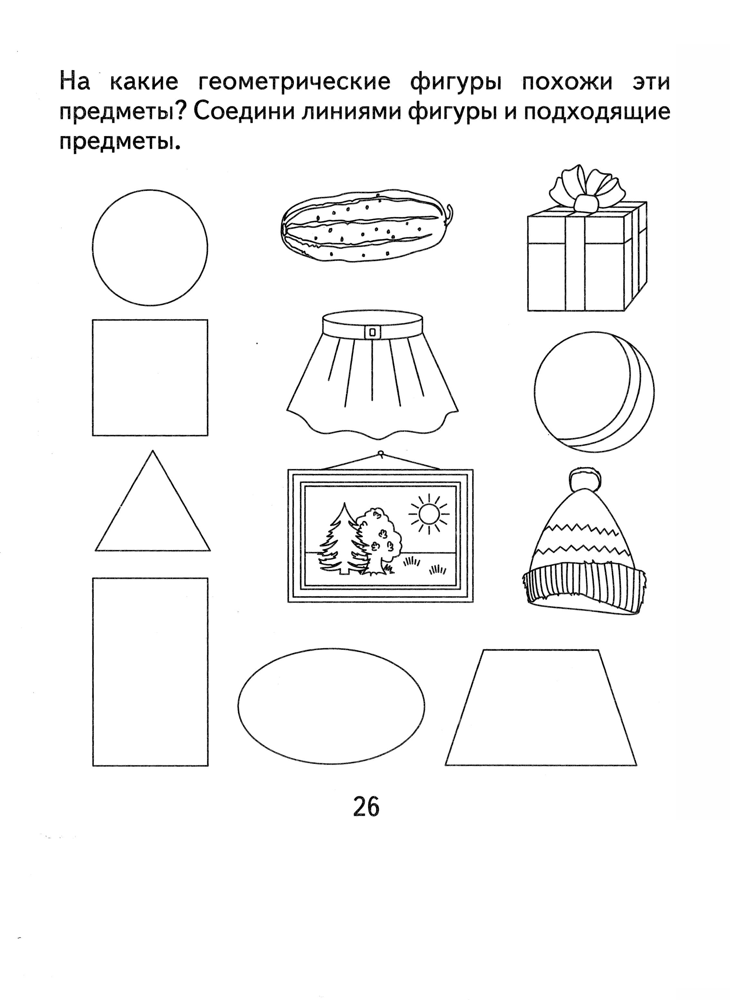 На какие геометрические фигуры похожи эти
предметы? Соедини линиями фигуры и подходящие
предметы.
26